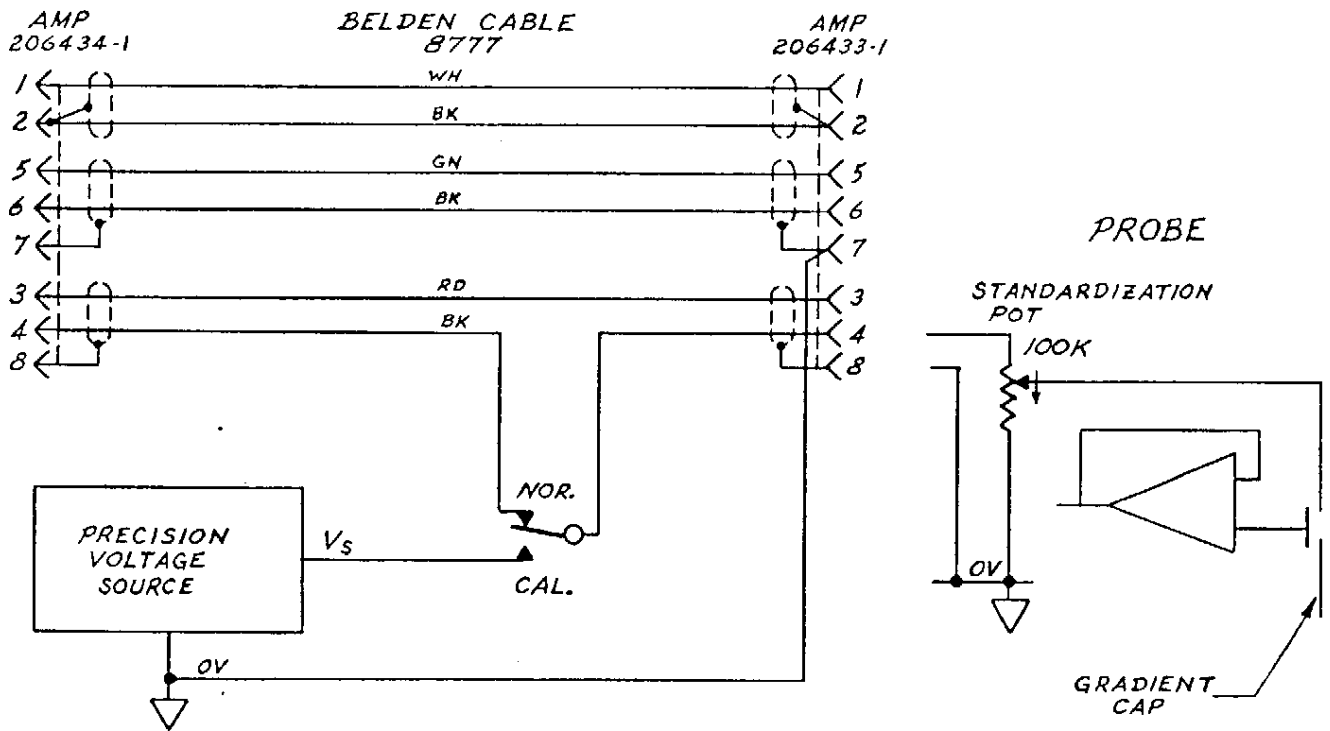 AMP
206434-1
BELDEN CABLE
8777
AMP
206433-1
1
WH
1
2
BK
2
5
GN
5
6
BK
6
7
7
3
RD
3
4
BK
4
8
8
PROBE
STANDARDIZATION
POT
100K
NOR.
PRECISION
VOLTAGE
SOURCE
VS
CAL.
0V
0V
GRADIENT
CAP